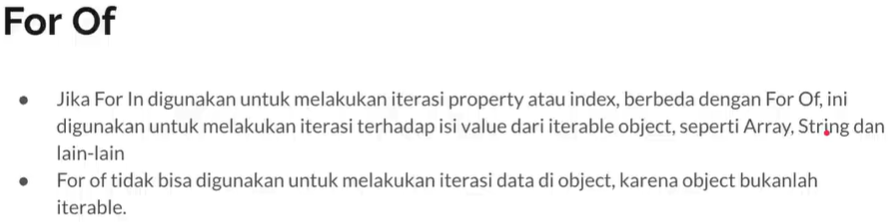 For Of
● Jika For In digunakan untuk melakukan iterasi property atau index, berbeda dengan For Of, ini
digunakan untuk melakukan iterasi terhadap isi value dari iterable object, seperti Array, String dan
lain-lain
● For of tidak bisa digunakan untuk melakukan iterasi data di object, karena object bukanlah
iterable.